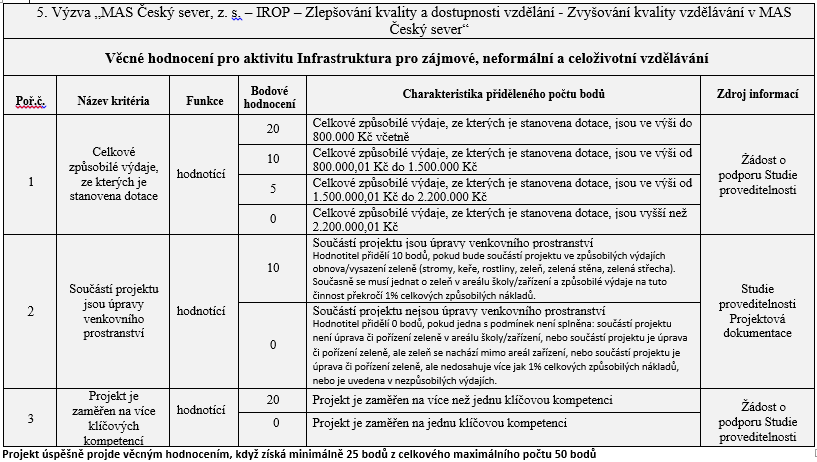 5. Výzva „MAS Český sever, z. s. – IROP – Zlepšování kvality a dostupnosti vzdělání - Zvyšování kvality vzdělávání v MAS
Český sever“
Věcné hodnocení pro aktivitu Infrastruktura pro zájmové, neformální a celoživotní vzdělávání
Poř.č.
Název kritéria
Funkce
Bodové
hodnocení
Charakteristika přiděleného počtu bodů
Zdroj informací
1
Celkové
způsobilé výdaje,
ze kterých je
stanovena dotace
hodnotící
20
Celkové způsobilé výdaje, ze kterých je stanovena dotace, jsou ve výši do
800.000 Kč včetně
10
Celkové způsobilé výdaje, ze kterých je stanovena dotace, jsou ve výši od
800.000,01 Kč do 1.500.000 Kč
5
Celkové způsobilé výdaje, ze kterých je stanovena dotace, jsou ve výši od
1.500.000,01 Kč do 2.200.000 Kč
0
Celkové způsobilé výdaje, ze kterých je stanovena dotace, jsou vyšší než
2.200.000,01 Kč
Žádost o
podporu Studie
proveditelnosti
2
Součástí projektu
jsou úpravy
venkovního
prostranství
hodnotící
10
Součástí projektu jsou úpravy venkovního prostranství
Hodnotitel přidělí 10 bodů, pokud bude součástí projektu ve způsobilých výdajích
obnova/vysazení zeleně (stromy, keře, rostliny, zeleň, zelená stěna, zelená střecha).
Současně se musí jednat o zeleň v areálu školy/zařízení a způsobilé výdaje na tuto
činnost překročí 1% celkových způsobilých nákladů.
0
Součástí projektu nejsou úpravy venkovního prostranství
Hodnotitel přidělí 0 bodů, pokud jedna s podmínek není splněna: součástí projektu
není úprava či pořízení zeleně v areálu školy/zařízení, nebo součástí projektu je úprava
či pořízení zeleně, ale zeleň se nachází mimo areál zařízení, nebo součástí projektu je
úprava či pořízení zeleně, ale nedosahuje více jak 1% celkových způsobilých nákladů,
nebo je uvedena v nezpůsobilých výdajích.
Studie
proveditelnosti
Projektová
dokumentace
3
Projekt je
zaměřen na více
klíčových
kompetencí
hodnotící
20
Projekt je zaměřen na více než jednu klíčovou kompetenci
0
Projekt je zaměřen na jednu klíčovou kompetenci
Žádost o
podporu Studie
proveditelnosti
Projekt úspěšně projde věcným hodnocením, když získá minimálně 25 bodů z celkového maximálního počtu 50 bodů